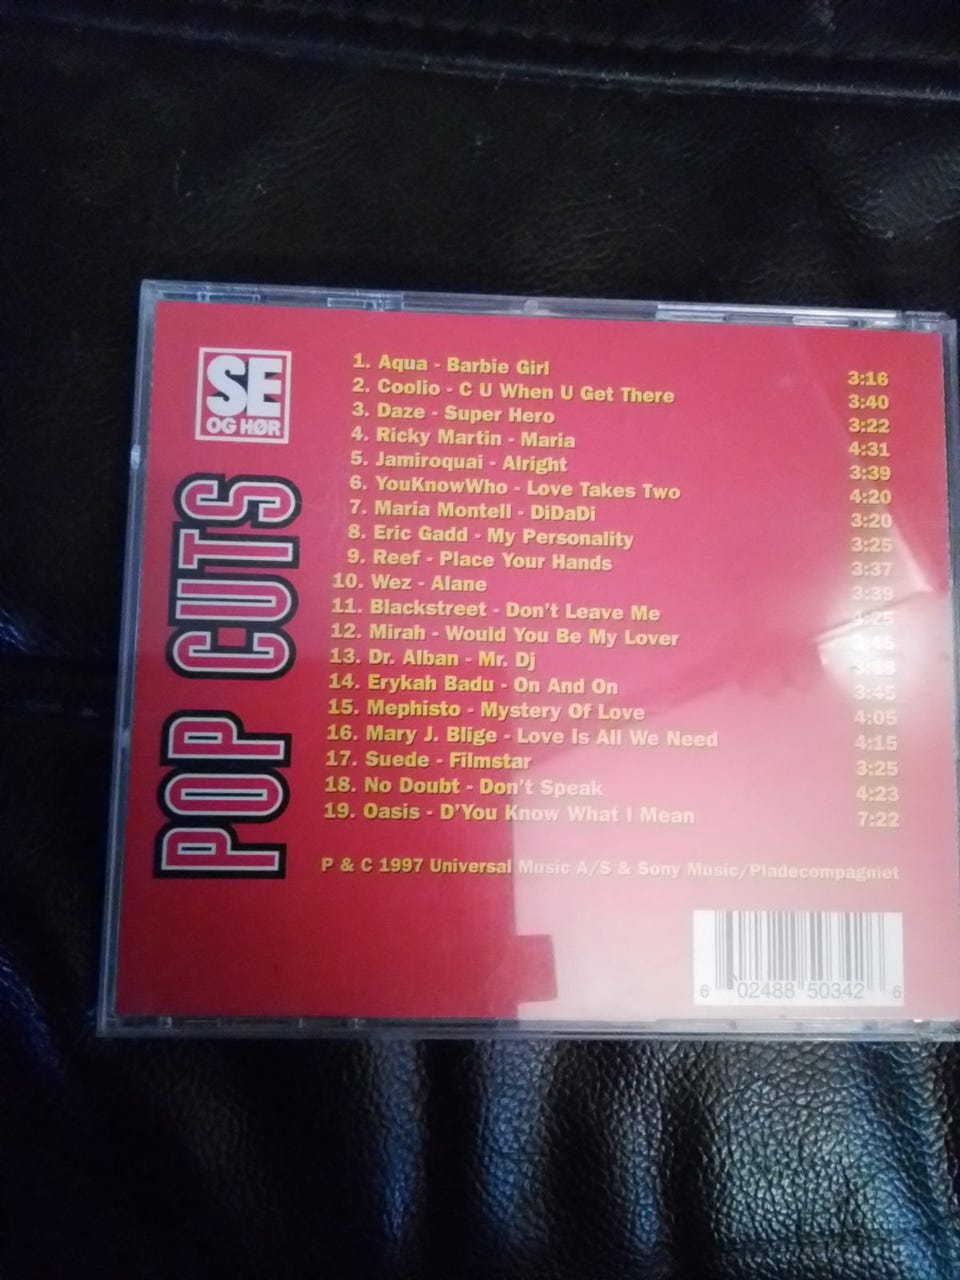 SE
OG HØR
POP CUTS
1. Aqua - Barbie Girl 3:16
2. Coolio - C U When U Get There 3:40
3. Daze - Super Hero 3:22
4. Ricky Martin - Maria 4:31
5. Jamiroquai - Alright 3:39
6. YouKnowWho - Love Takes Two 4:20
7. Maria Montell - DiDaDi 3:20
8. Eric Gadd - My Personality 3:25
9. Reef - Place Your Hands 3:37
10. Wez - Alane 3:39
11. Blackstreet - Don't Leave Me
12. Mirah - Would You Be My Lover
13. Dr. Alban - Mr. Dj
14. Erykah Badu - On And On 3:45
15. Mephisto - Mystery Of Love 4:05
16. Mary J. Blige - Love Is All We Need 4:15
17. Suede - Filmstar 3:25
18. No Doubt - Don't Speak 4:23
19. Oasis - D'You Know What I Mean 7:22
P & C 1997 Universal Music A/S & Sony Music/Pladecompagniet
6 02488 50342 6